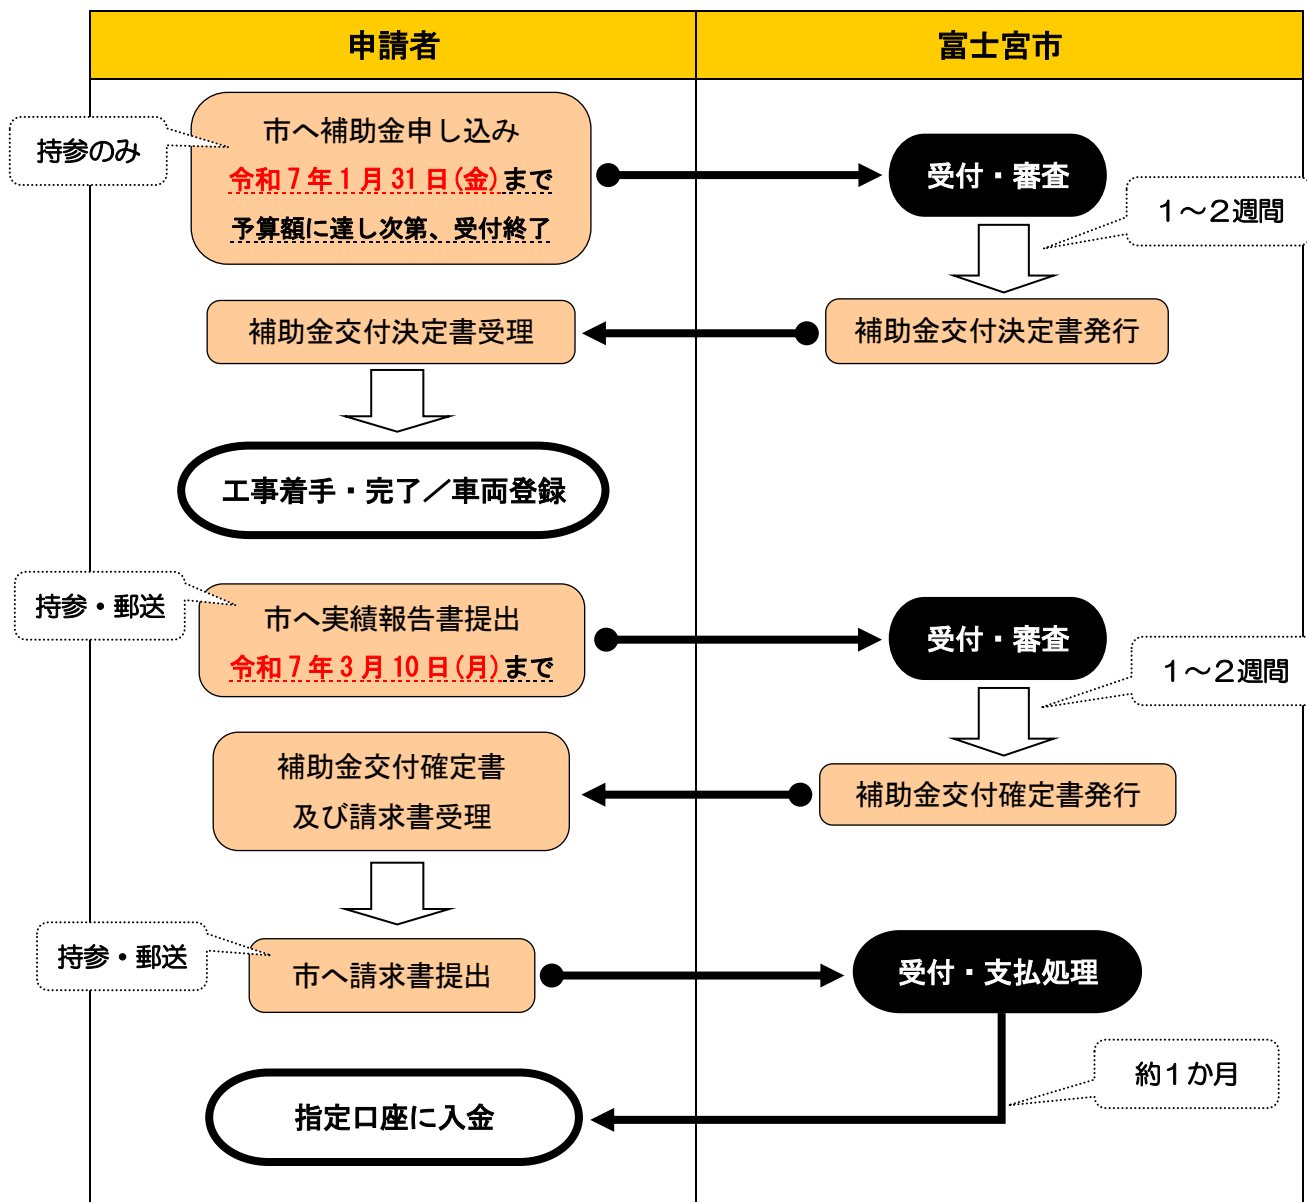 申請者
富士宮市
持参のみ
市へ補助金申し込み
令和7年1月31日(金)まで
予算額に達し次第、受付終了
受付・審査
1～2週間
補助金交付決定書受理
補助金交付決定書発行
工事着手・完了／車両登録
持参・郵送
市へ実績報告書提出
令和7年3月10日(月)まで
受付・審査
1～2週間
補助金交付確定書
及び請求書受理
補助金交付確定書発行
持参・郵送
市へ請求書提出
受付・支払処理
約1か月
指定口座に入金